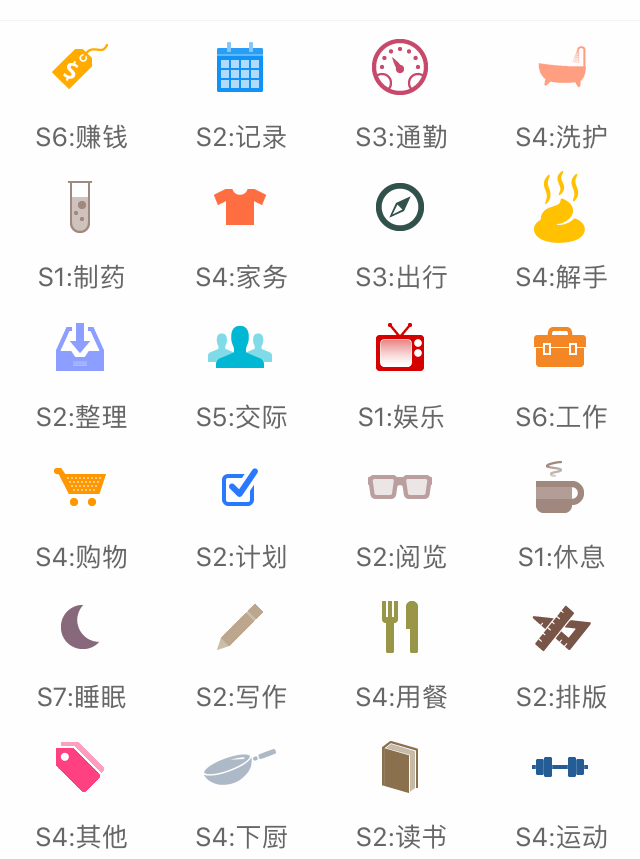 S6:赚钱 S2:记录 S3:通勤 S4:洗护
S1:制药 S4:家务 S3:出行 S4:解手
S2:整理 S5:交际 S1:娱乐 S6:工作
S4:购物 S2:计划 S2:阅览 S1:休息
S7:睡眠 S2:写作 S4:用餐 S2:排版
S4:其他 S4:下厨 S2:读书 S4:运动